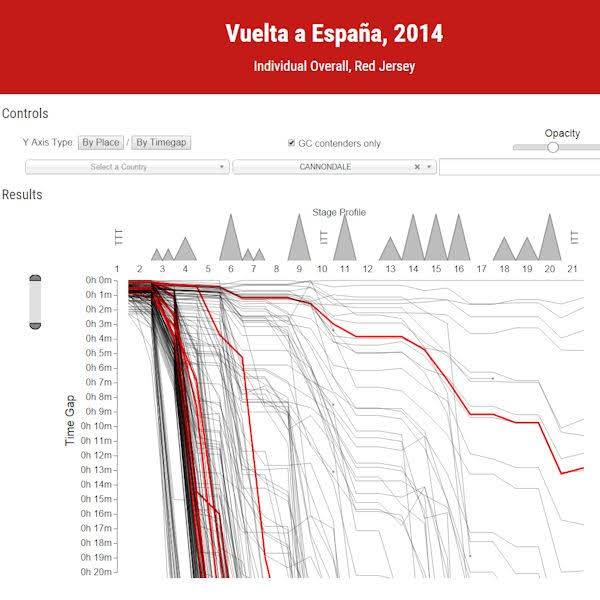 Vuelta a España, 2014
Individual Overall, Red Jersey
Controls
Y Axis Type: By Place / By Timegap
GC contenders only
Opacity
Select a Country
CANNONDALE
Results
Stage Profile
TTT
ITT
ITT
1 2 3 4 5 6 7 8 9 10 11 12 13 14 15 16 17 18 19 20 21
Time Gap
0h 0m
0h 1m
0h 2m
0h 3m
0h 4m
0h 5m
0h 6m
0h 7m
0h 8m
0h 9m
0h 10m
0h 11m
0h 12m
0h 13m
0h 14m
0h 15m
0h 16m
0h 17m
0h 18m
0h 19m
0h 20m